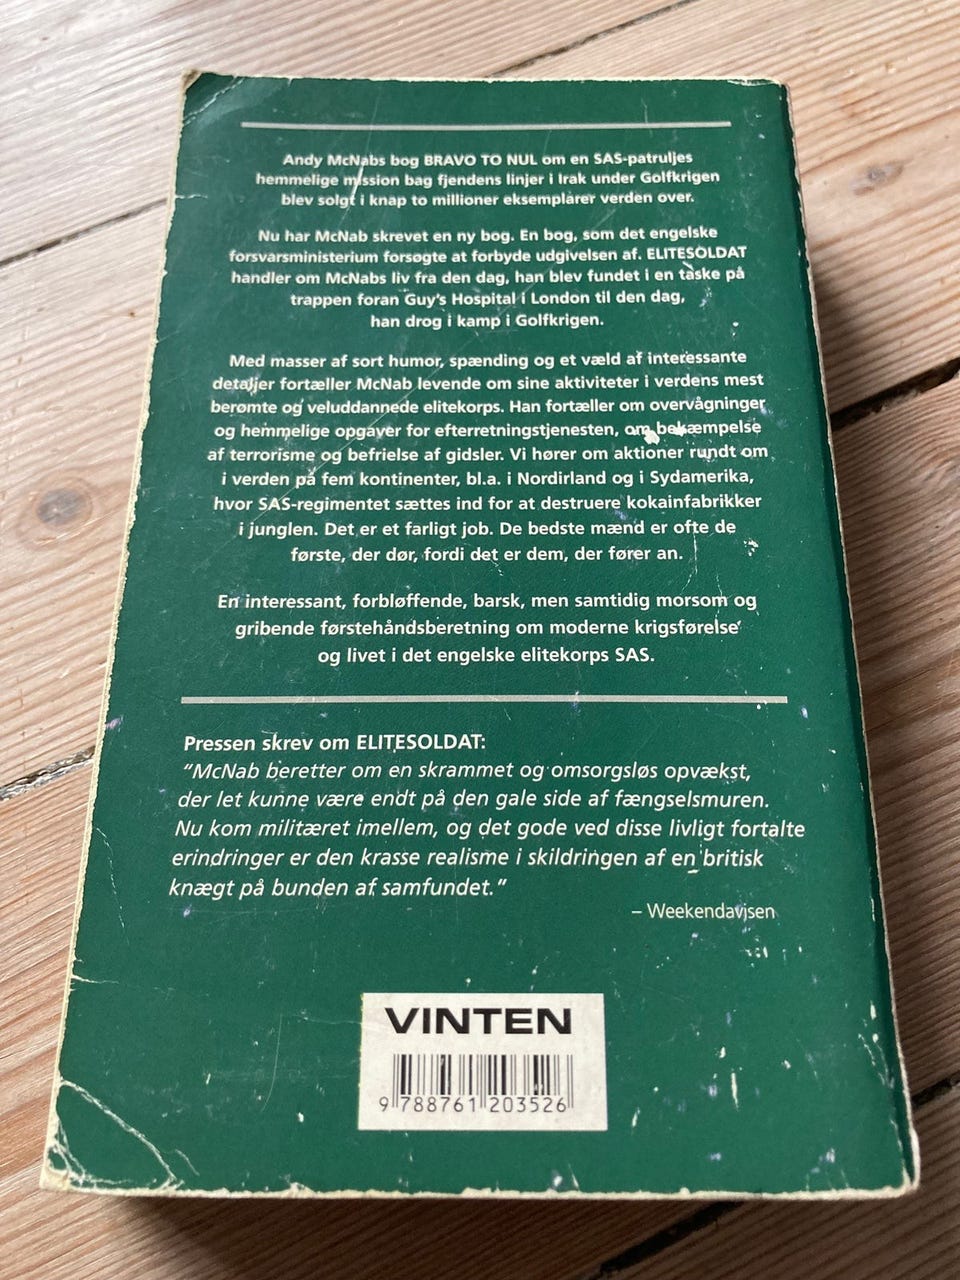 Andy McNabs bog BRAVO TO NUL om en SAS-patruljes
hemmelige mission bag fjendens linjer i Irak under Golfkrigen
blev solgt i knap to millioner eksemplarer verden over.
Nu har McNab skrevet en ny bog. En bog, som det engelske
forsvarsministerium forsøgte at forbyde udgivelsen af. ELITESOLDAT
handler om McNabs liv fra den dag, han blev fundet i en taske på
trappen foran Guy's Hospital i London til den dag,
han drog i kamp i Golfkrigen.
Med masser af sort humor, spænding og et væld af interessante
detaljer fortæller McNab levende om sine aktiviteter i verdens mest
berømte og veluddannede elitekorps. Han fortæller om overvågninger
og hemmelige opgaver for efterretningstjenesten, om bekæmpelse
af terrorisme og befrielse af gidsler. Vi hører om aktioner rundt om
i verden på fem kontinenter, bl.a. i Nordirland og i Sydamerika,
hvor SAS-regimentet sættes ind for at destruere kokainfabrikker
i junglen. Det er et farligt job. De bedste mænd er ofte de
første, der dør, fordi det er dem, der fører an.
En interessant, forbløffende, barsk, men samtidig morsom og
gribende førstehåndsberetning om moderne krigsførelse
og livet i det engelske elitekorps SAS.
Pressen skrev om ELITESOLDAT:
"McNab beretter om en skrammet og omsorgsløs opvækst,
der let kunne være endt på den gale side af fængselsmuren.
Nu kom militæret imellem, og det gode ved disse livligt fortalte
erindringer er den krasse realisme i skildringen af en britisk
knægt på bunden af samfundet."
– Weekendavisen
VINTEN
9 788761 203526